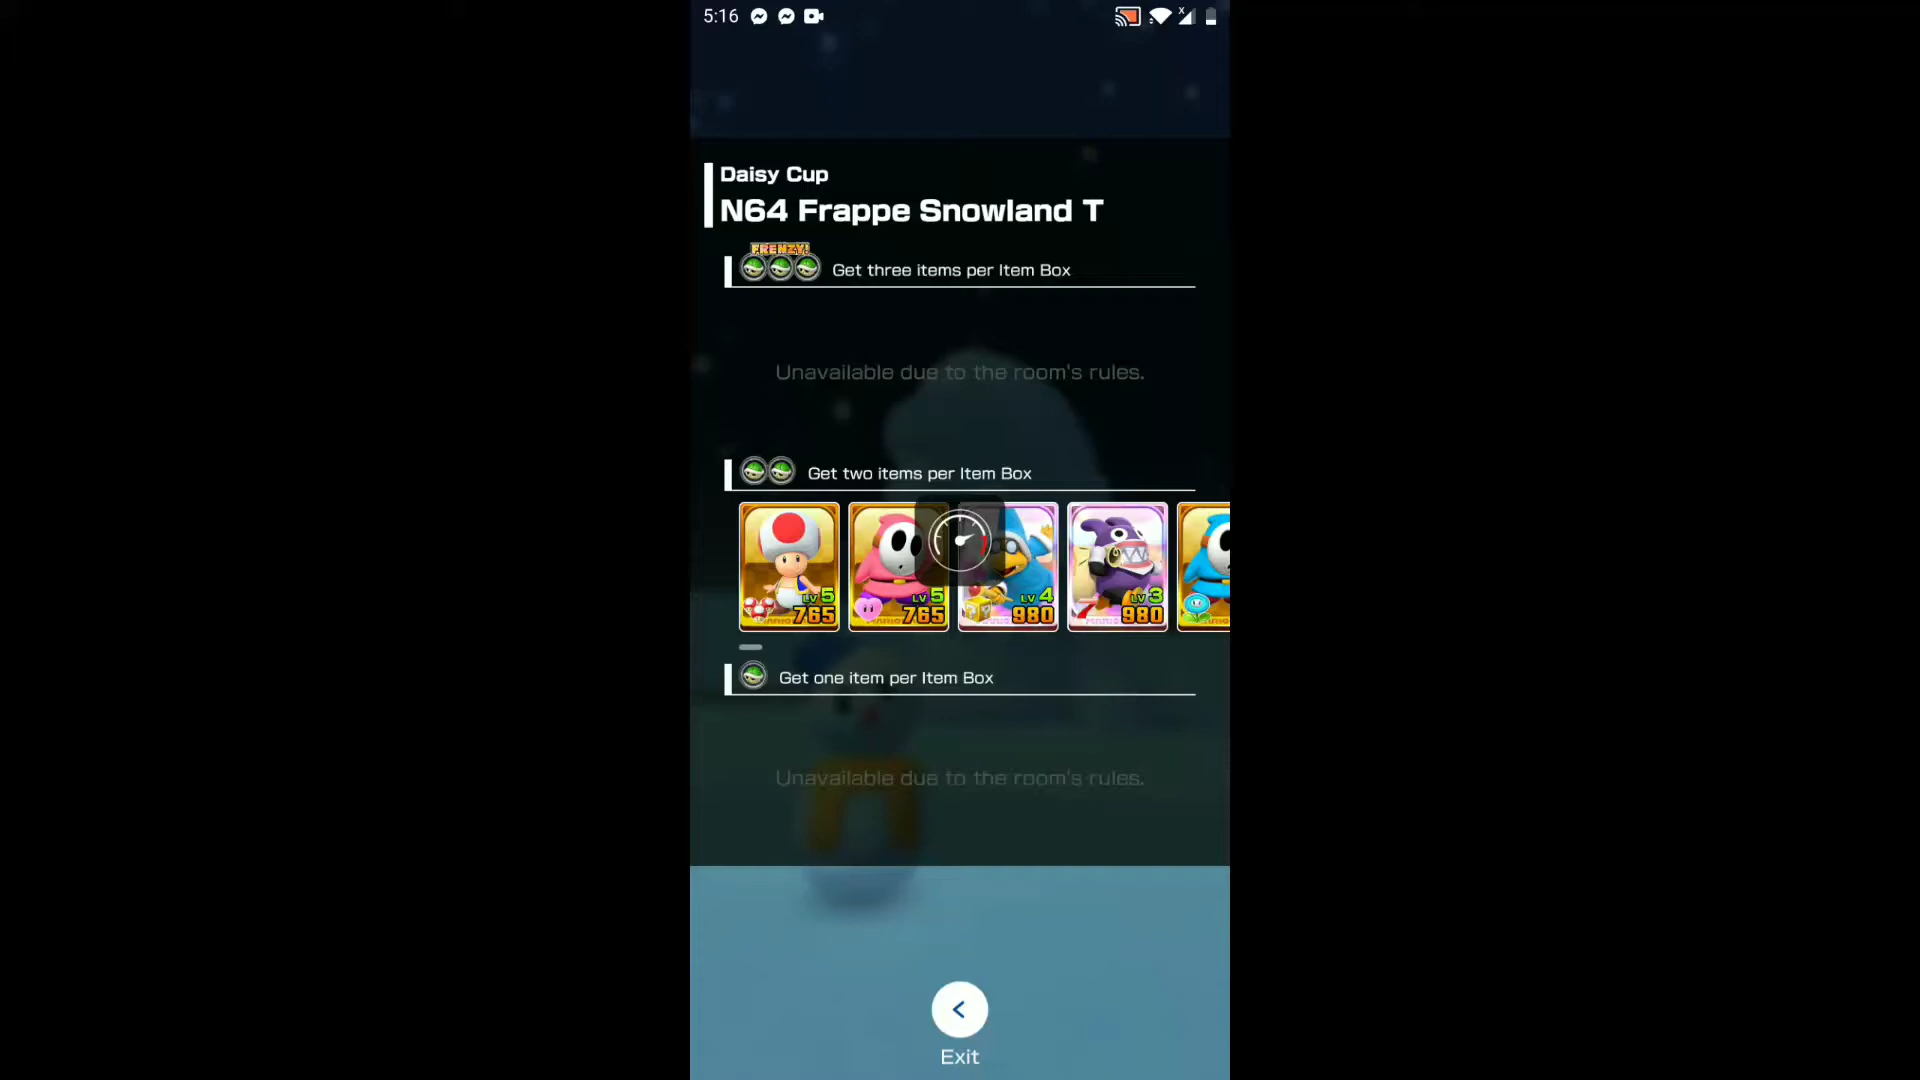 5:16
Daisy Cup
N64 Frappe Snowland T
FRENZY!
Get three items per Item Box
Unavailable due to the room's rules.
Get two items per Item Box
LV 5 LV 5 LV 4 LV 3
765 765 980 980
Get one item per Item Box
Unavailable due to the room's rules.
Exit